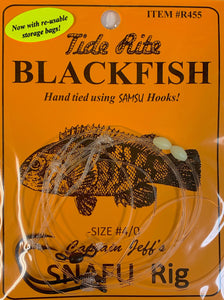 ITEM #R455
Now with re-usable
storage bags!
Tide Rite
BLACKFISH
Hand tied using SAMSU Hooks!
-SIZE #4/0
Captain Jeff's
SNAFU Rig